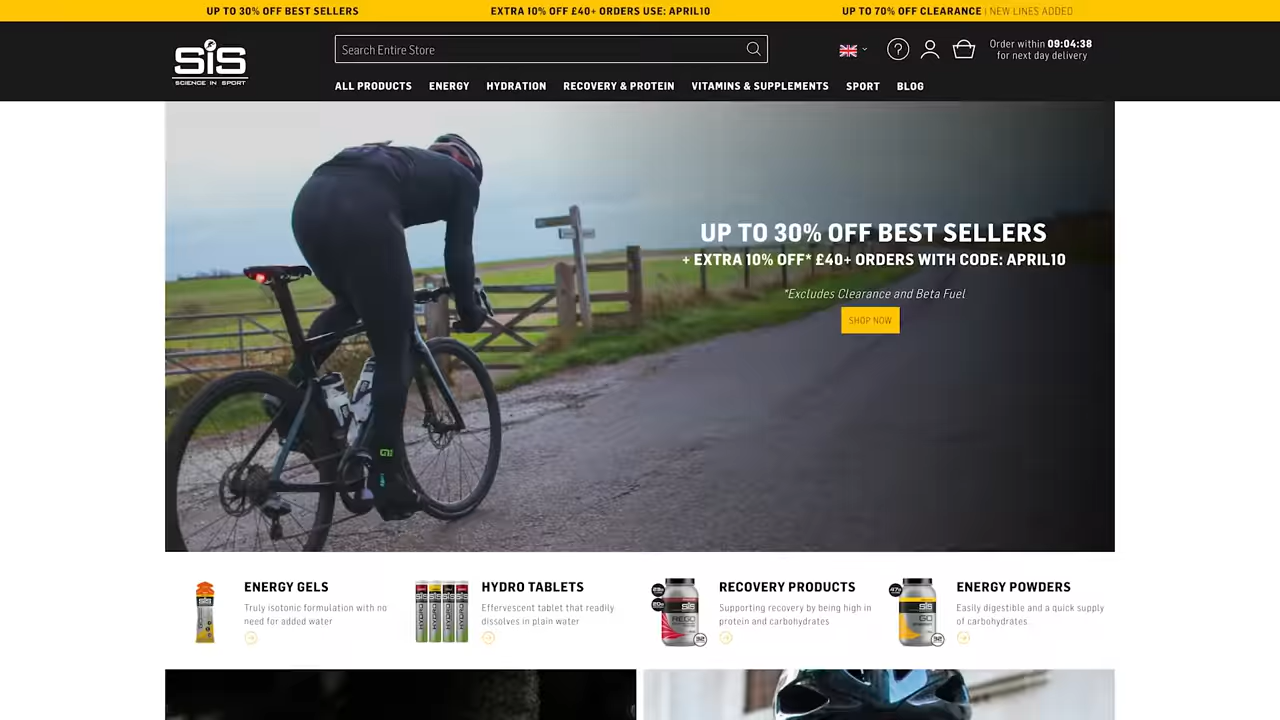 UP TO 30% OFF BEST SELLERS
EXTRA 10% OFF £40+ ORDERS USE: APRIL10
UP TO 70% OFF CLEARANCE | NEW LINES ADDED
SiS
SCIENCE IN SPORT
Search Entire Store
?
Order within 09:04:38
for next day delivery
ALL PRODUCTS
ENERGY
HYDRATION
RECOVERY & PROTEIN
VITAMINS & SUPPLEMENTS
SPORT
BLOG
UP TO 30% OFF BEST SELLERS
+ EXTRA 10% OFF* £40+ ORDERS WITH CODE: APRIL10
*Excludes Clearance and Beta Fuel
SHOP NOW
ENERGY GELS
Truly isotonic formulation with no
need for added water
HYDRO TABLETS
Effervescent tablet that readily
dissolves in plain water
RECOVERY PRODUCTS
Supporting recovery by being high in
protein and carbohydrates
SiS
REGO
ENERGY POWDERS
Easily digestible and a quick supply
of carbohydrates
SiS
GO